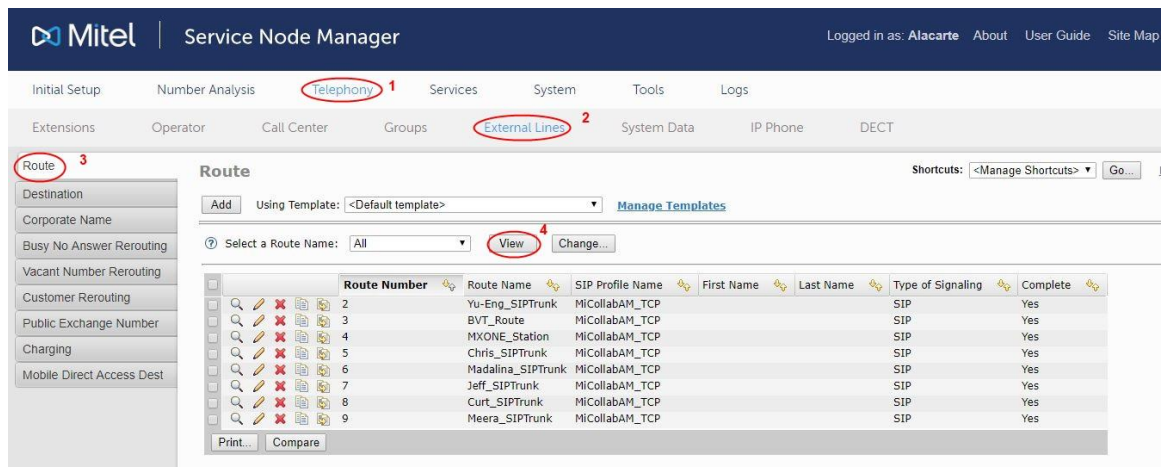 Mitel | Service Node Manager Logged in as: Alacarte About User Guide Site Map
Initial Setup Number Analysis Telephony 1 Services System Tools Logs
Extensions Operator Call Center Groups External Lines 2 System Data IP Phone DECT
Route 3
Destination
Corporate Name
Busy No Answer Rerouting
Vacant Number Rerouting
Customer Rerouting
Public Exchange Number
Charging
Mobile Direct Access Dest
Route Shortcuts: <Manage Shortcuts> Go...
Add Using Template: <Default template> Manage Templates
Select a Route Name: All View 4 Change...
Route Number Route Name SIP Profile Name First Name Last Name Type of Signaling Complete
2 Yu-Eng_SIPTrunk MiCollabAM_TCP SIP Yes
3 BVT_Route MiCollabAM_TCP SIP Yes
4 MXONE_Station MiCollabAM_TCP SIP Yes
5 Chris_SIPTrunk MiCollabAM_TCP SIP Yes
6 Madalina_SIPTrunk MiCollabAM_TCP SIP Yes
7 Jeff_SIPTrunk MiCollabAM_TCP SIP Yes
8 Curt_SIPTrunk MiCollabAM_TCP SIP Yes
9 Meera_SIPTrunk MiCollabAM_TCP SIP Yes
Print... Compare